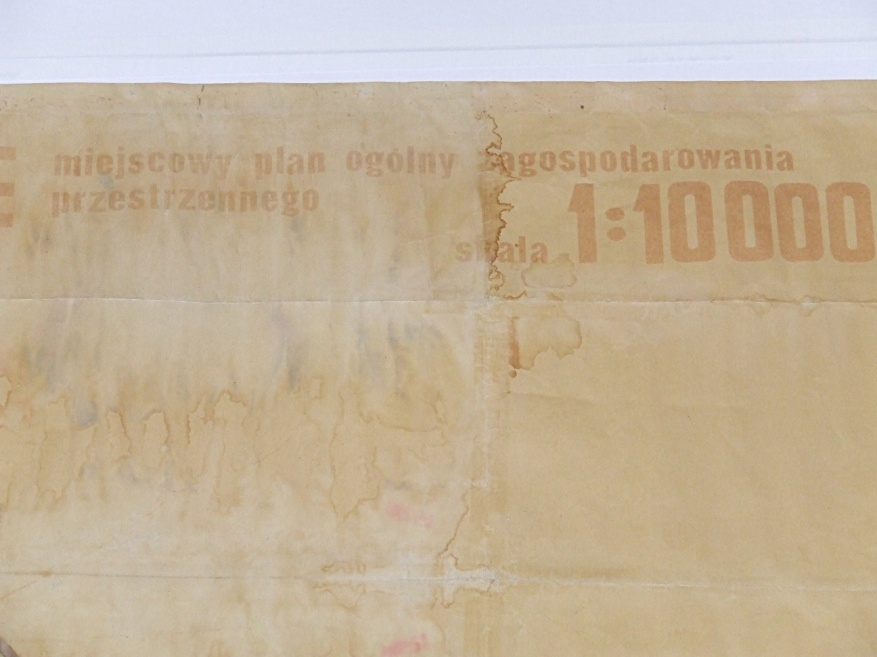 miejscowy plan ogólny zagospodarowania
przestrzennego
skala 1:10000